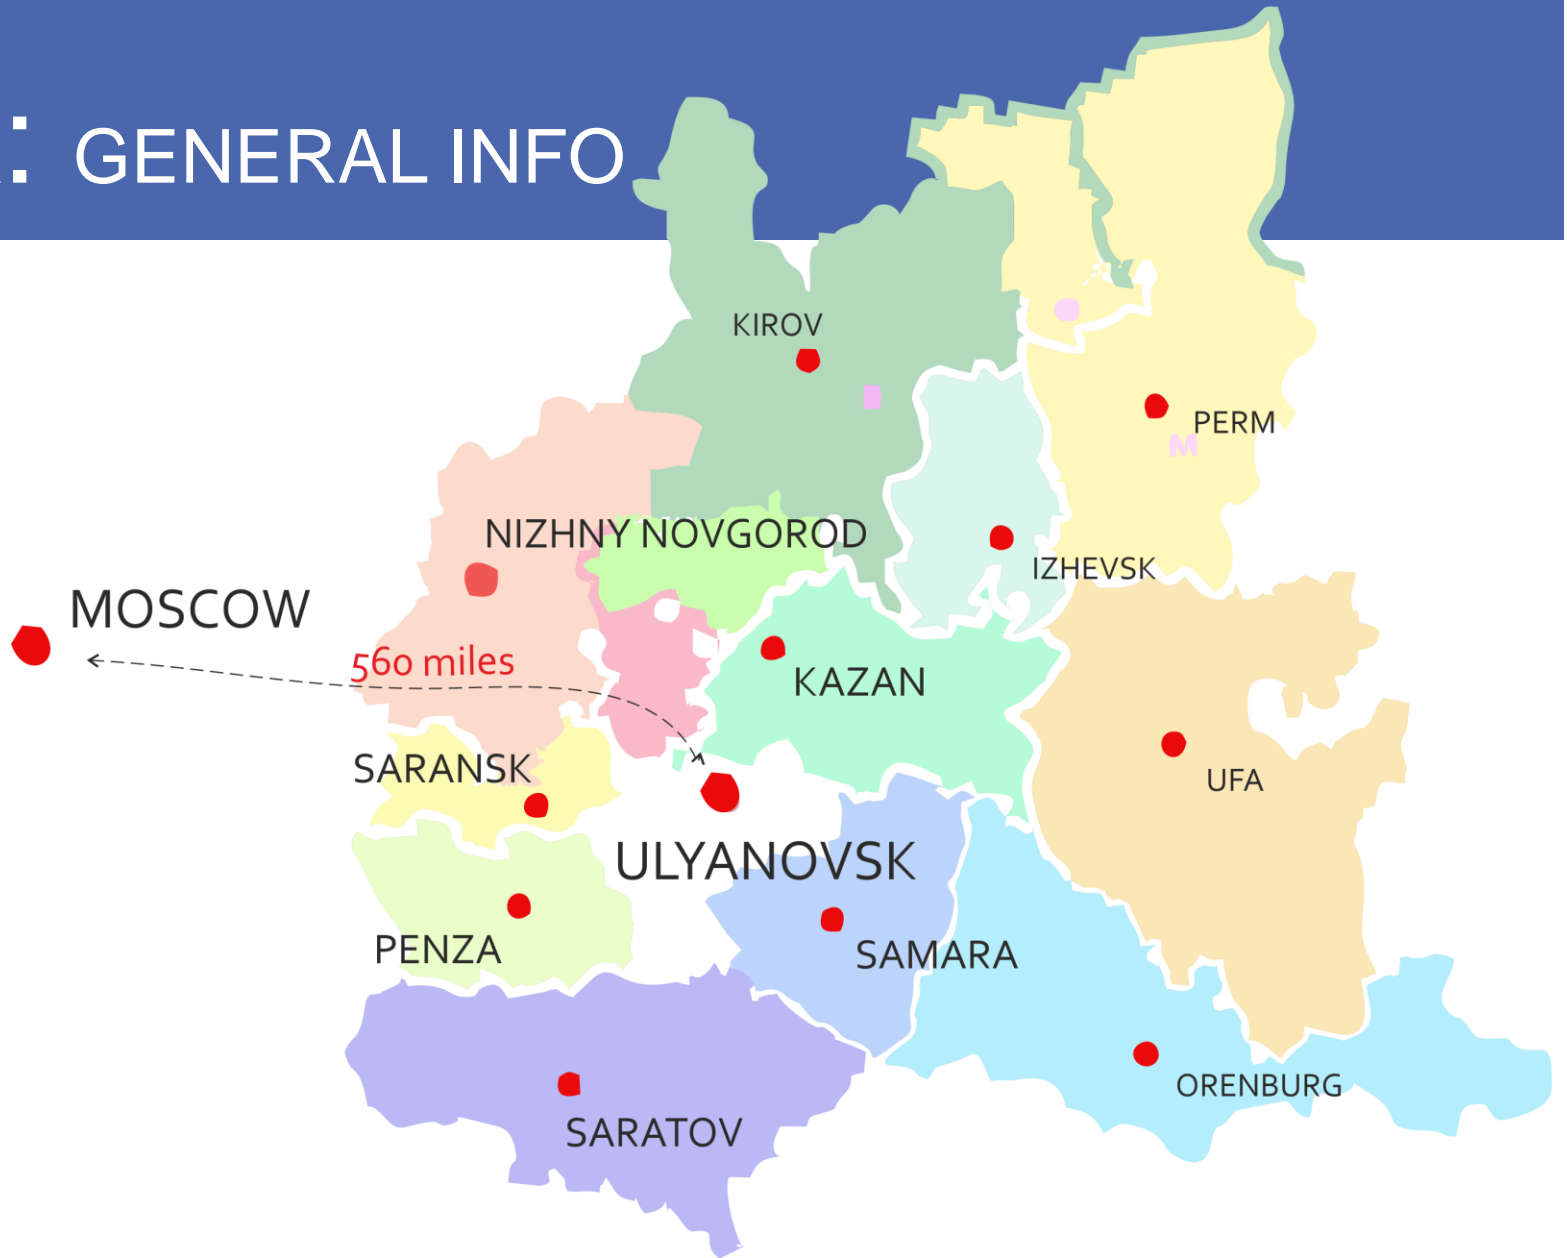 : GENERAL INFO
KIROV
PERM
M
NIZHNY NOVGOROD
IZHEVSK
MOSCOW
560 miles
KAZAN
SARANSK
UFA
ULYANOVSK
PENZA
SAMARA
ORENBURG
SARATOV